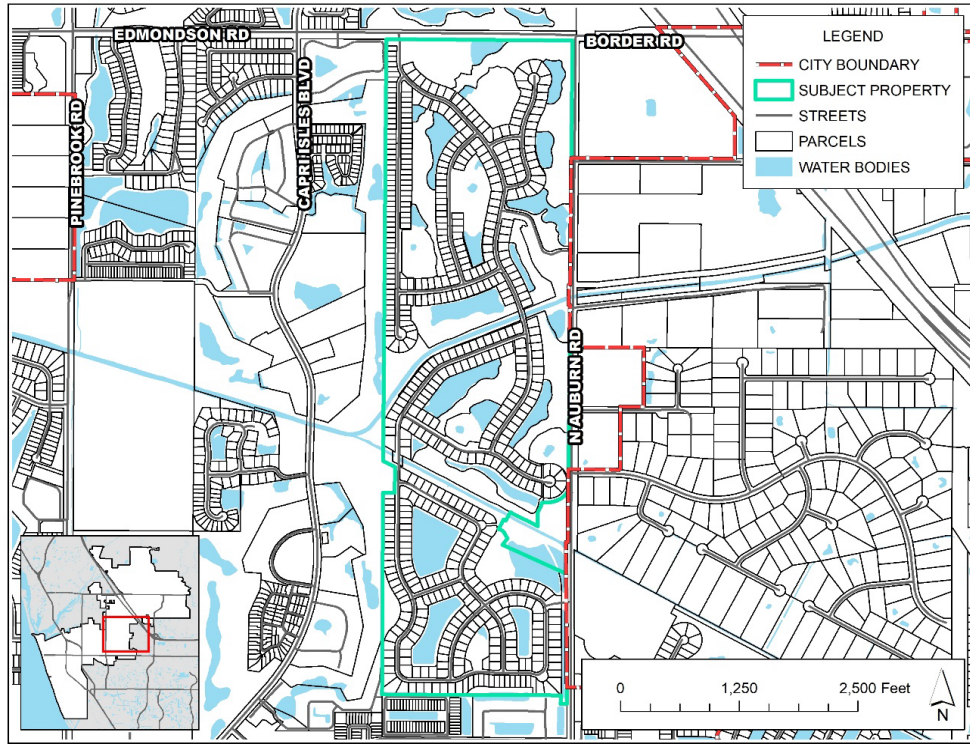 EDMONDSON RD
BORDER RD
CAPRI ISLES BLVD
PINEBROOK RD
N AUBURN RD
LEGEND
CITY BOUNDARY
SUBJECT PROPERTY
STREETS
PARCELS
WATER BODIES
0 1,250 2,500 Feet
N